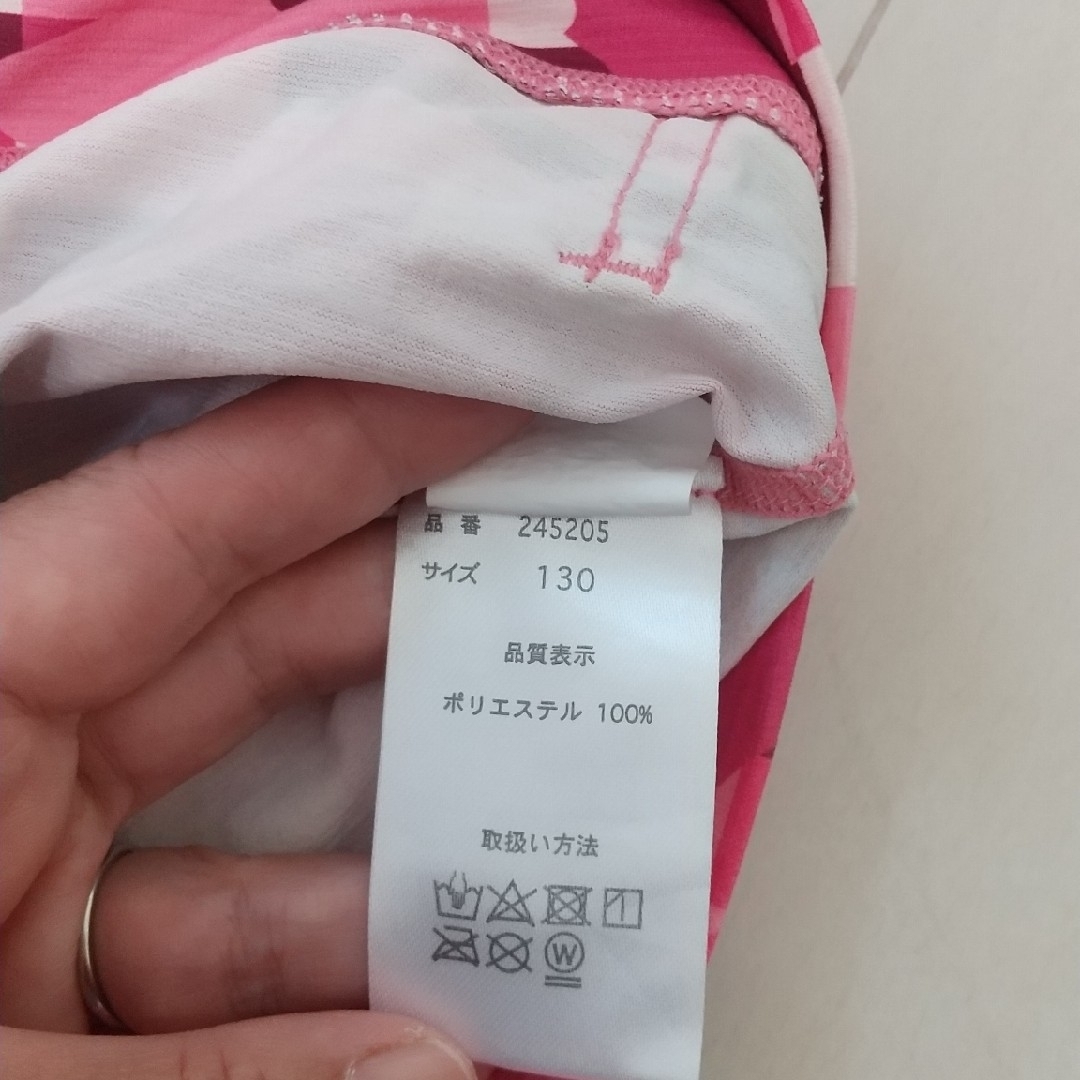 品 番 245205
サイズ 130
品質表示
ポリエステル 100%
取扱い方法
W